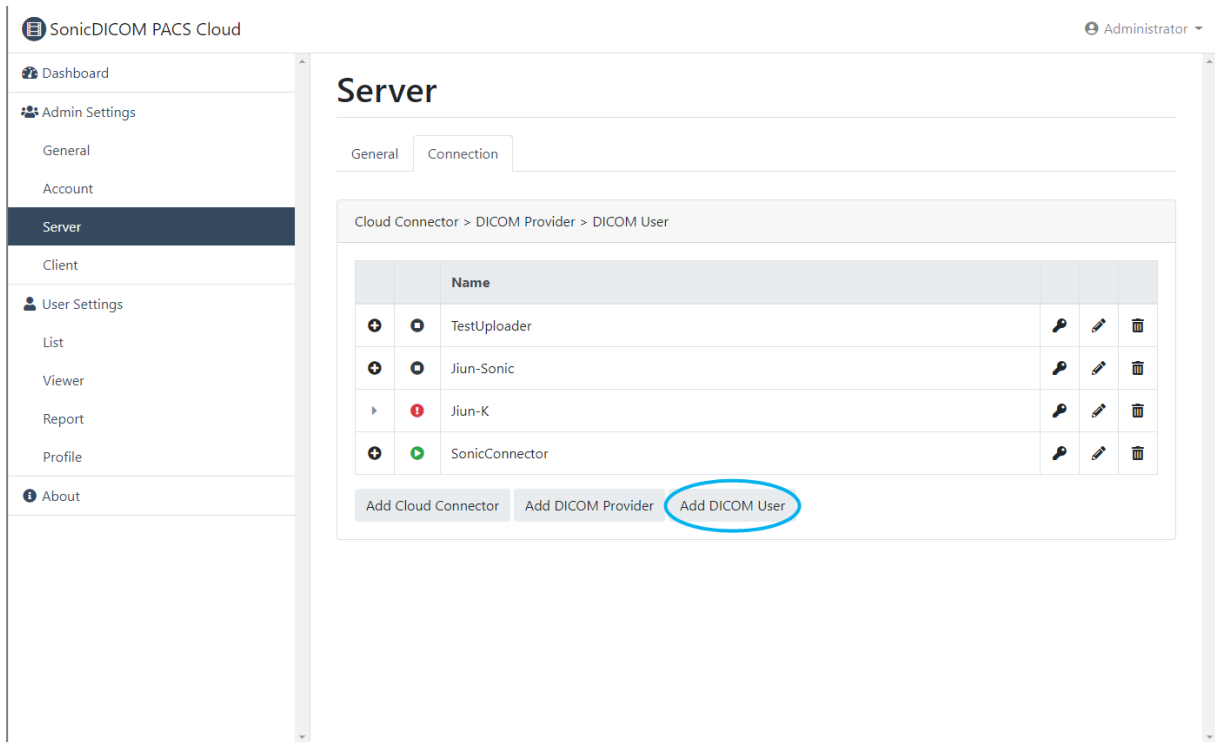 SonicDICOM PACS Cloud
Administrator
Dashboard
Admin Settings
General
Account
Server
Client
User Settings
List
Viewer
Report
Profile
About
Server
General Connection
Cloud Connector > DICOM Provider > DICOM User
Name
TestUploader
Jiun-Sonic
Jiun-K
SonicConnector
Add Cloud Connector Add DICOM Provider Add DICOM User